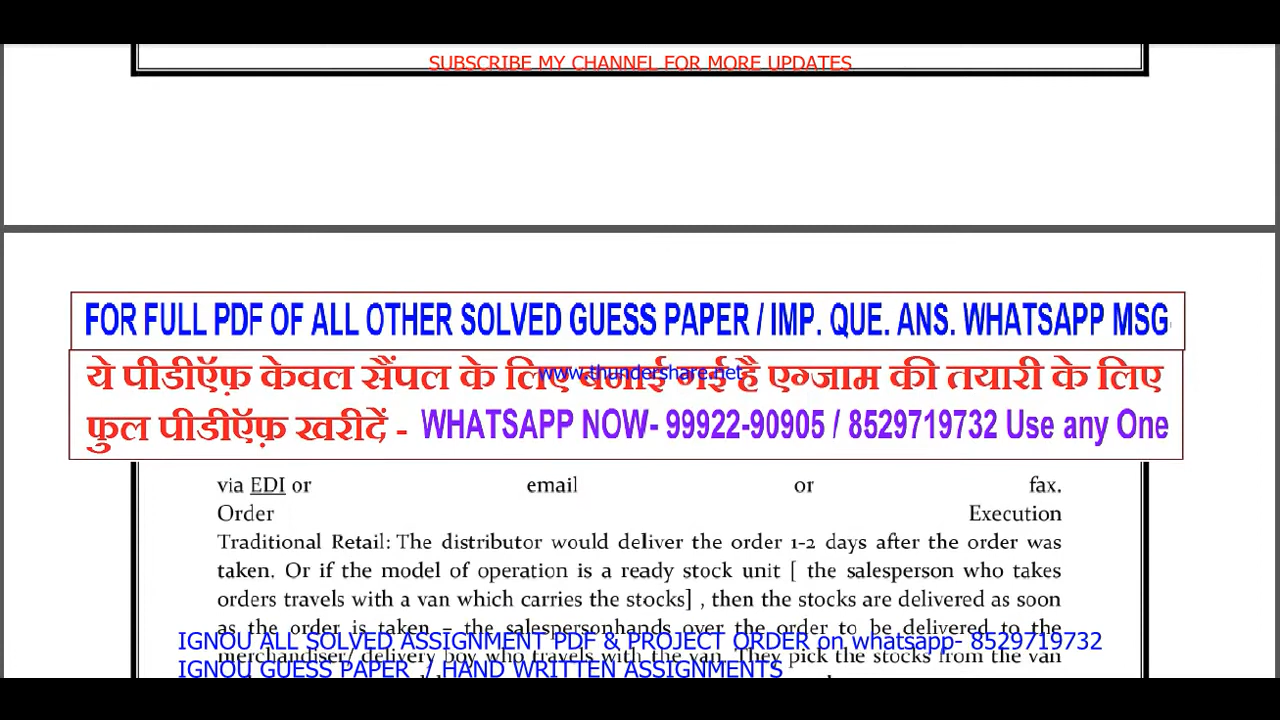 SUBSCRIBE MY CHANNEL FOR MORE UPDATES
FOR FULL PDF OF ALL OTHER SOLVED GUESS PAPER / IMP. QUE. ANS. WHATSAPP MSG
ये पीडीऍफ़ केवल सैंपल के लिए बनाई गई है एग्जाम की तयारी के लिए
www.thundershare.net
फुल पीडीऍफ़ खरीदें - WHATSAPP NOW- 99922-90905 / 8529719732 Use any One
via EDI or email or fax.
Order Execution
Traditional Retail: The distributor would deliver the order 1-2 days after the order was
taken. Or if the model of operation is a ready stock unit [ the salesperson who takes
orders travels with a van which carries the stocks] , then the stocks are delivered as soon
as the order is taken – the salespersonhands over the order to be delivered to the
IGNOU ALL SOLVED ASSIGNMENT PDF & PROJECT ORDER on whatsapp- 8529719732
merchandiser/ delivery boy who travels with the van. They pick the stocks from the van
IGNOU GUESS PAPER / HAND WRITTEN ASSIGNMENTS